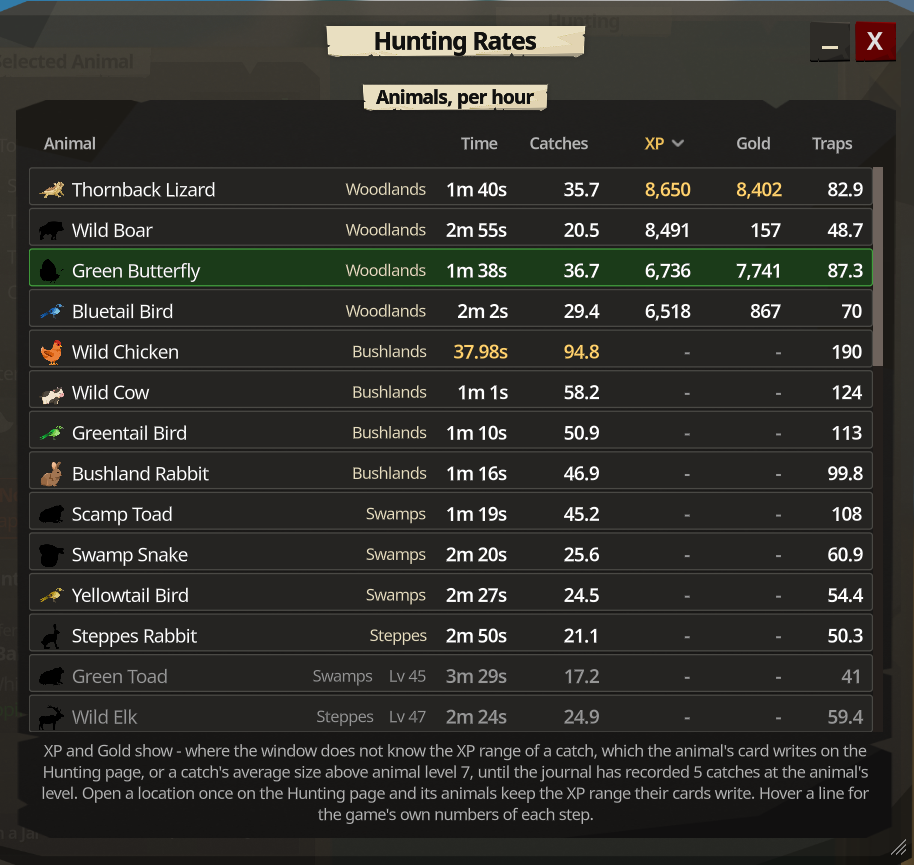 Hunting
Selected Animal
Hunting Rates
Animals, per hour
Animal Time Catches XP Gold Traps
Thornback Lizard Woodlands 1m 40s 35.7 8,650 8,402 82.9
Wild Boar Woodlands 2m 55s 20.5 8,491 157 48.7
Green Butterfly Woodlands 1m 38s 36.7 6,736 7,741 87.3
Bluetail Bird Woodlands 2m 2s 29.4 6,518 867 70
Wild Chicken Bushlands 37.98s 94.8 - - 190
Wild Cow Bushlands 1m 1s 58.2 - - 124
Greentail Bird Bushlands 1m 10s 50.9 - - 113
Bushland Rabbit Bushlands 1m 16s 46.9 - - 99.8
Scamp Toad Swamps 1m 19s 45.2 - - 108
Swamp Snake Swamps 2m 20s 25.6 - - 60.9
Yellowtail Bird Swamps 2m 27s 24.5 - - 54.4
Steppes Rabbit Steppes 2m 50s 21.1 - - 50.3
Green Toad Swamps Lv 45 3m 29s 17.2 - - 41
Wild Elk Steppes Lv 47 2m 24s 24.9 - - 59.4
XP and Gold show - where the window does not know the XP range of a catch, which the animal's card writes on the
Hunting page, or a catch's average size above animal level 7, until the journal has recorded 5 catches at the animal's
level. Open a location once on the Hunting page and its animals keep the XP range their cards write. Hover a line for
the game's own numbers of each step.